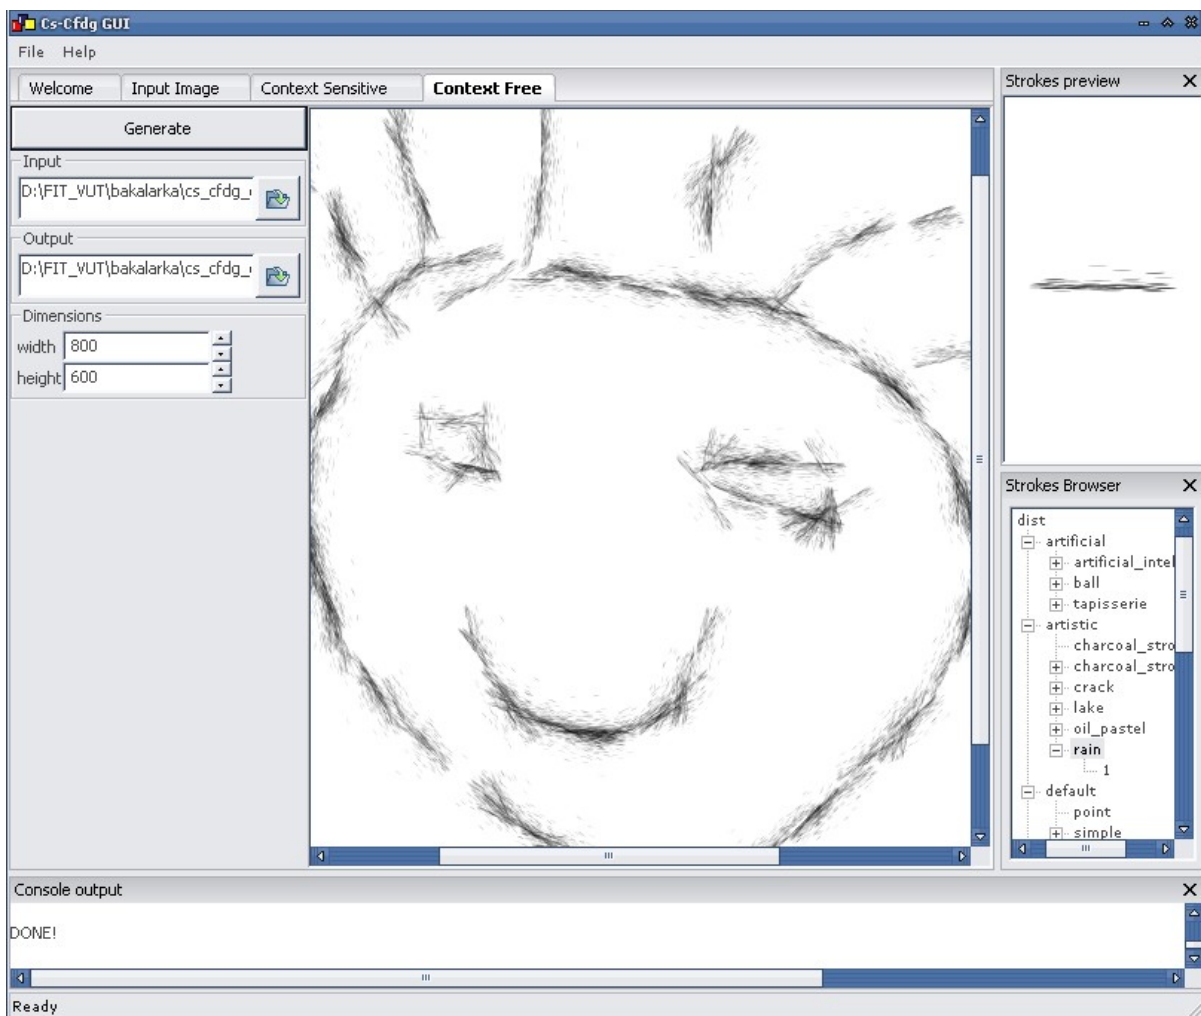 Cs-Cfdg GUI
File Help
Welcome Input Image Context Sensitive Context Free
Generate
Input
D:\FIT_VUT\bakalarka\cs_cfdg_
Output
D:\FIT_VUT\bakalarka\cs_cfdg_
Dimensions
width 800
height 600
Strokes preview
Strokes Browser
dist
artificial
artificial_intel
ball
tapisserie
artistic
charcoal_stro
charcoal_stro
crack
lake
oil_pastel
rain
1
default
point
simple
Console output
DONE!
Ready